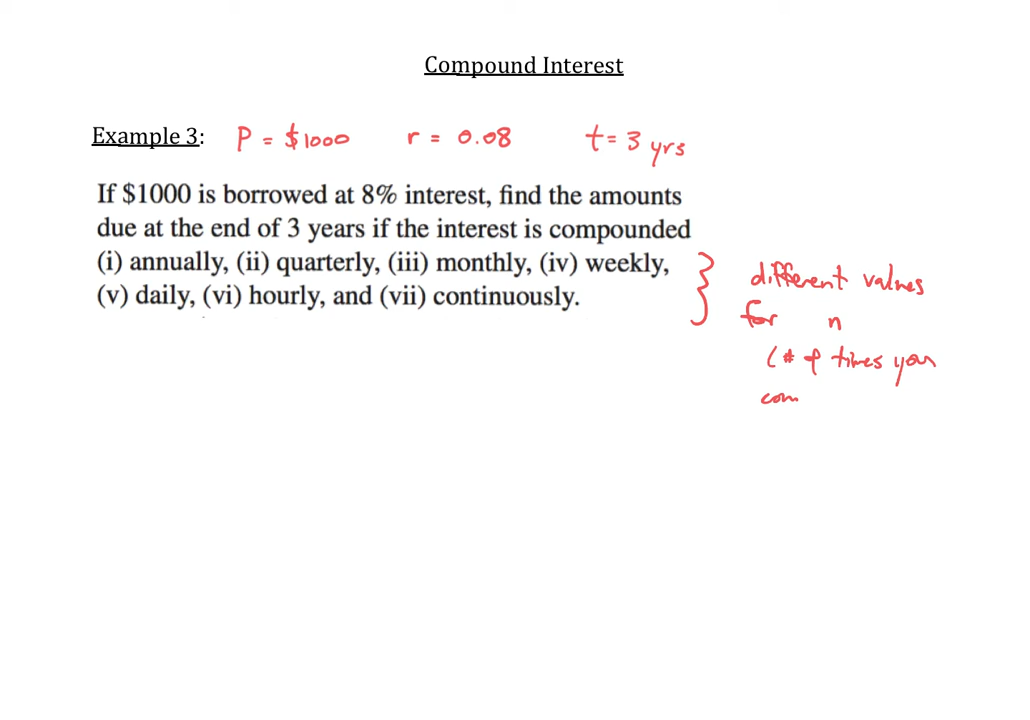 Compound Interest
Example 3: P = $1000 r = 0.08 t = 3 yrs
If $1000 is borrowed at 8% interest, find the amounts
due at the end of 3 years if the interest is compounded
(i) annually, (ii) quarterly, (iii) monthly, (iv) weekly,
(v) daily, (vi) hourly, and (vii) continuously.
different values
for n
(# of times you
com